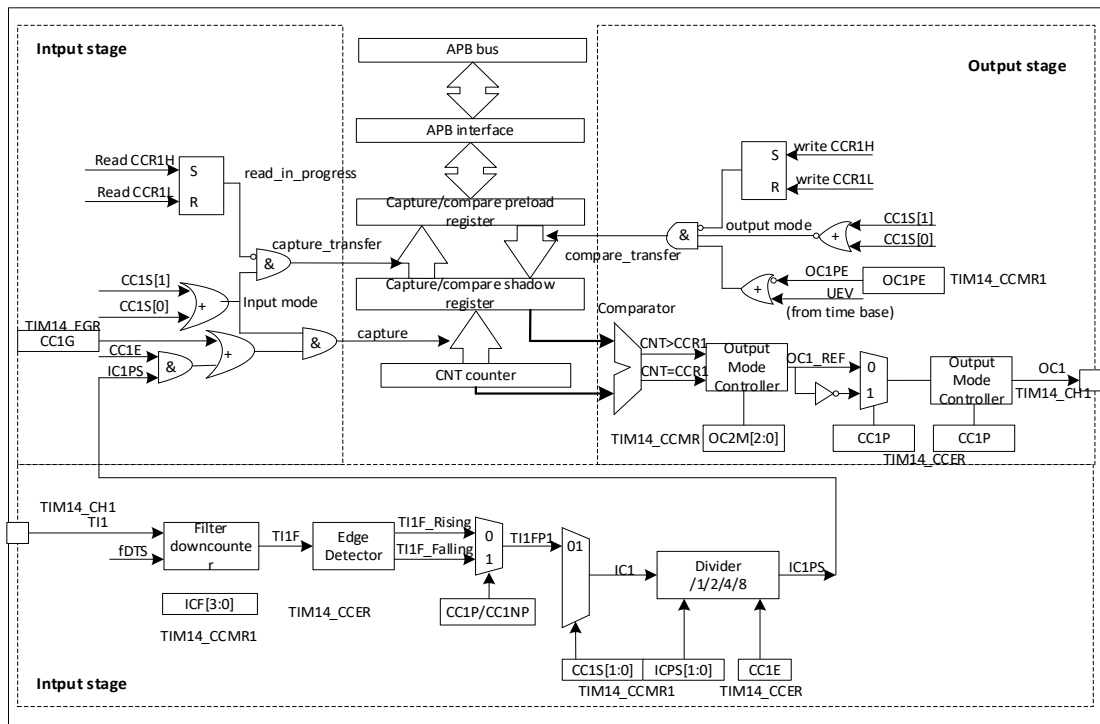 Intput stage
APB bus
Output stage
APB interface
Read CCR1H
Read CCR1L
S
R
read_in_progress
Capture/compare preload
register
S
R
write CCR1H
write CCR1L
output mode
CC1S[1]
CC1S[0]
+
&
compare_transfer
capture_transfer
&
Capture/compare shadow
register
OC1PE
OC1PE
TIM14_CCMR1
UEV
(from time base)
+
CC1S[1]
CC1S[0]
+
Input mode
TIM14_EGR
CC1G
CC1E
IC1PS
&
+
&
capture
CNT counter
Comparator
CNT>CCR1
CNT=CCR1
Output
Mode
Controller
OC1_REF
0
1
Output
Mode
Controller
OC1
TIM14_CH1
TIM14_CCMR
OC2M[2:0]
CC1P
CC1P
TIM14_CCER
TIM14_CH1
TI1
fDTS
Filter
downcounte
r
TI1F
Edge
Detector
TI1F_Rising
TI1F_Falling
0
1
TI1FP1
01
IC1
Divider
/1/2/4/8
IC1PS
ICF[3:0]
TIM14_CCMR1
TIM14_CCER
CC1P/CC1NP
CC1S[1:0]
ICPS[1:0]
CC1E
TIM14_CCMR1
TIM14_CCER
Intput stage